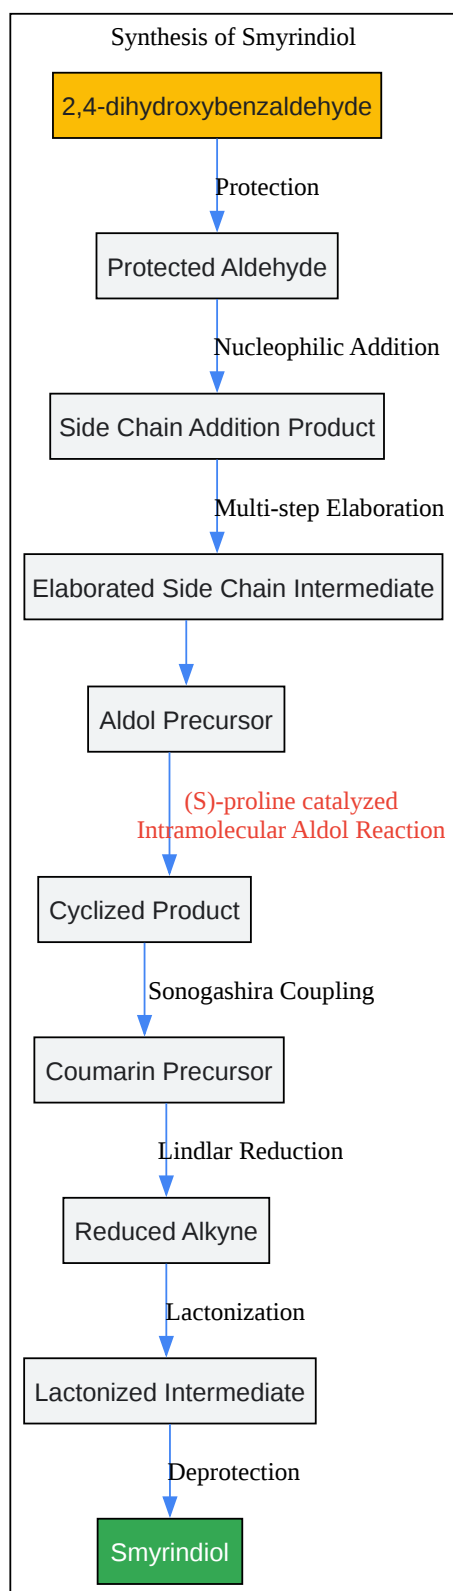 Synthesis of Smyrindiol
2,4-dihydroxybenzaldehyde
Protection
Protected Aldehyde
Nucleophilic Addition
Side Chain Addition Product
Multi-step Elaboration
Elaborated Side Chain Intermediate
Aldol Precursor
(S)-proline catalyzed
Intramolecular Aldol Reaction
Cyclized Product
Sonogashira Coupling
Coumarin Precursor
Lindlar Reduction
Reduced Alkyne
Lactonization
Lactonized Intermediate
Deprotection
Smyrindiol